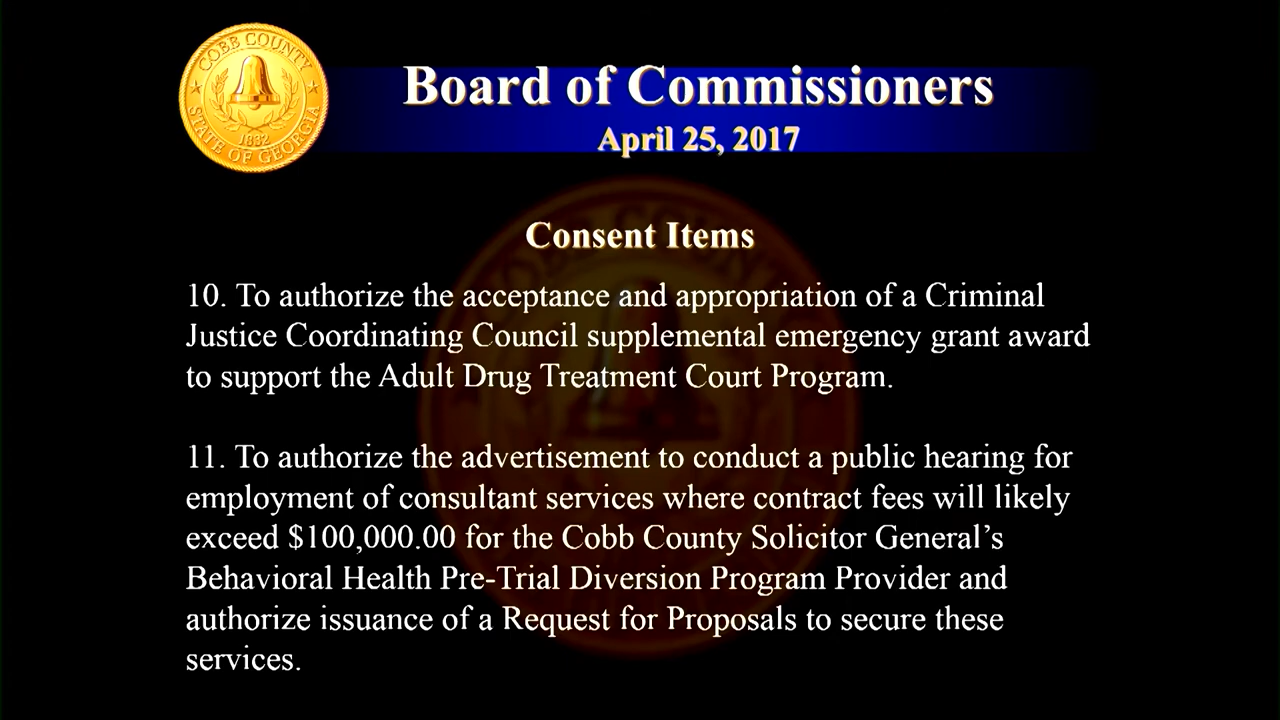 COBB COUNTY
1832
STATE OF GEORGIA
Board of Commissioners
April 25, 2017
Consent Items
10. To authorize the acceptance and appropriation of a Criminal
Justice Coordinating Council supplemental emergency grant award
to support the Adult Drug Treatment Court Program.
11. To authorize the advertisement to conduct a public hearing for
employment of consultant services where contract fees will likely
exceed $100,000.00 for the Cobb County Solicitor General’s
Behavioral Health Pre-Trial Diversion Program Provider and
authorize issuance of a Request for Proposals to secure these
services.